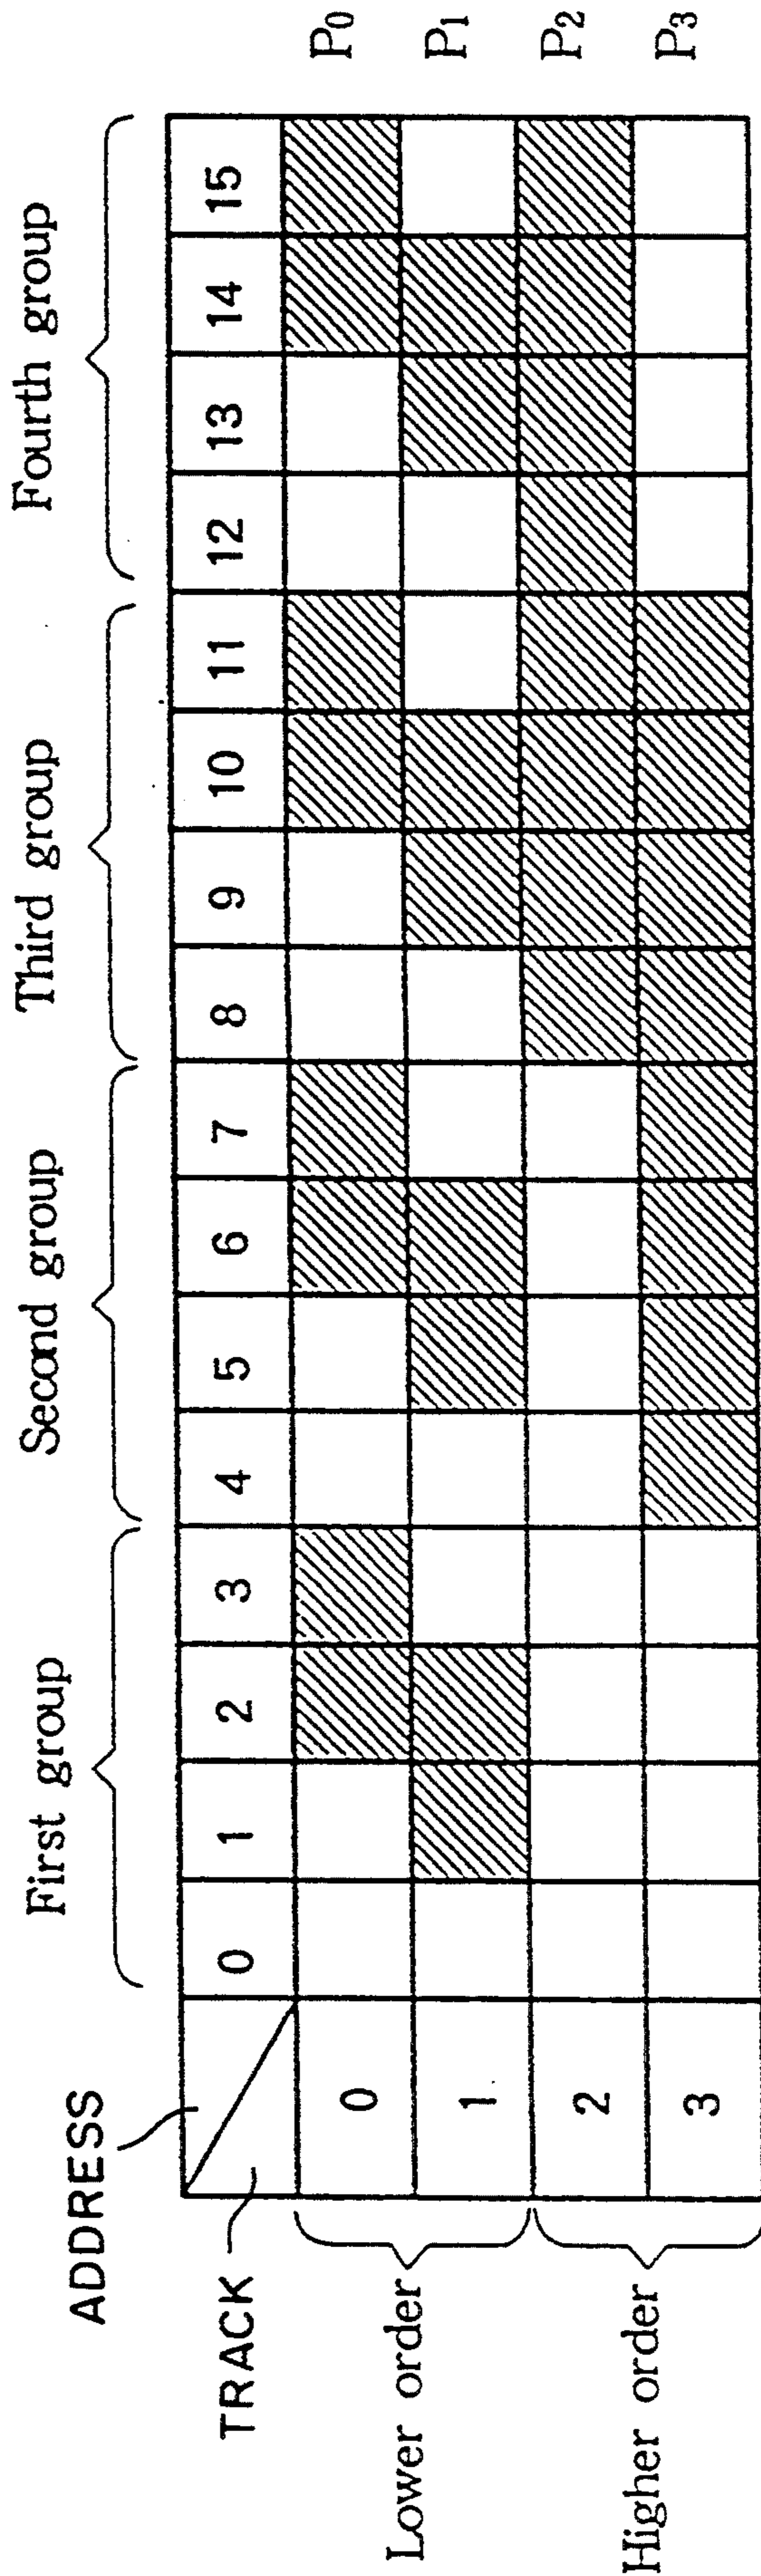 First group Second group Third group Fourth group
ADDRESS
TRACK
0 1 2 3 4 5 6 7 8 9 10 11 12 13 14 15
Lower order
0 P0
1 P1
Higher order
2 P2
3 P3